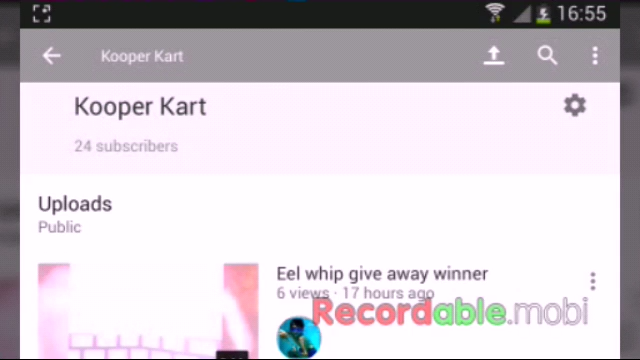 16:55
Kooper Kart
Kooper Kart
24 subscribers
Uploads
Public
Eel whip give away winner
6 views · 17 hours ago
Recordable.mobi